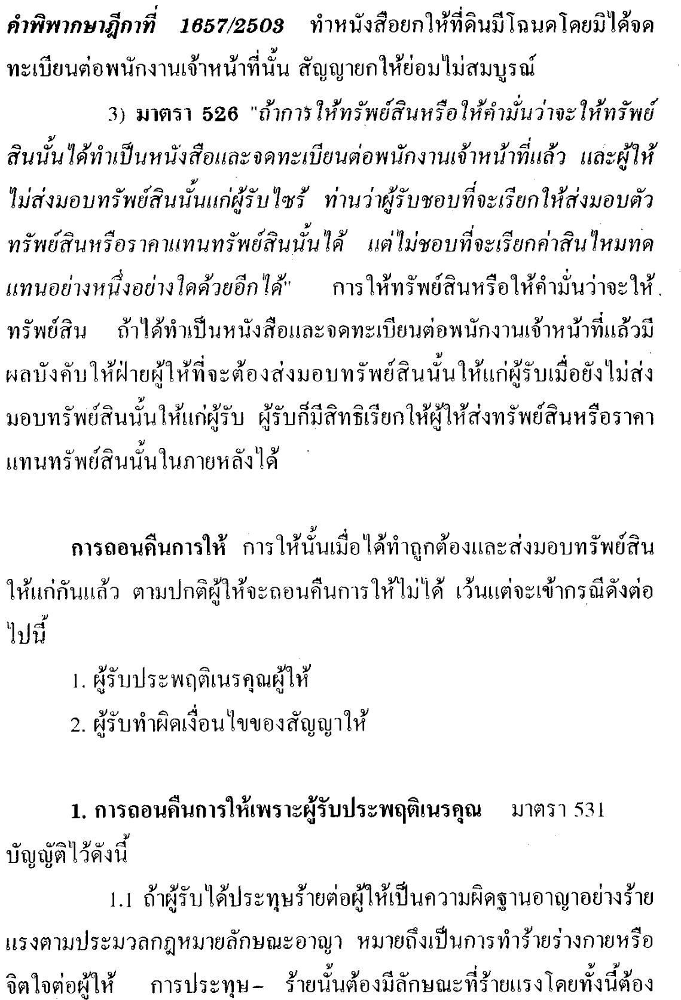 คำพิพากษาฎีกาที่ 1657/2503 ทำหนังสือยกให้ที่ดินมีโฉนดโดยมิได้จด
ทะเบียนต่อพนักงานเจ้าหน้าที่นั้น สัญญายกให้ย่อมไม่สมบูรณ์
3) มาตรา 526 "ถ้าการให้ทรัพย์สินหรือให้คำมั่นว่าจะให้ทรัพย์
สินนั้นได้ทำเป็นหนังสือและจดทะเบียนต่อพนักงานเจ้าหน้าที่แล้ว และผู้ให้
ไม่ส่งมอบทรัพย์สินนั้นแก่ผู้รับไซร้ ท่านว่าผู้รับชอบที่จะเรียกให้ส่งมอบตัว
ทรัพย์สินหรือราคาแทนทรัพย์สินนั้นได้ แต่ไม่ชอบที่จะเรียกค่าสินไหมทด
แทนอย่างหนึ่งอย่างใดด้วยอีกได้" การให้ทรัพย์สินหรือให้คำมั่นว่าจะให้
ทรัพย์สิน ถ้าได้ทำเป็นหนังสือและจดทะเบียนต่อพนักงานเจ้าหน้าที่แล้วมี
ผลบังคับให้ฝ่ายผู้ให้ที่จะต้องส่งมอบทรัพย์สินนั้นให้แก่ผู้รับเมื่อยังไม่ส่ง
มอบทรัพย์สินนั้นให้แก่ผู้รับ ผู้รับก็มีสิทธิเรียกให้ผู้ให้ส่งทรัพย์สินหรือราคา
แทนทรัพย์สินนั้นในภายหลังได้
การถอนคืนการให้ การให้นั้นเมื่อได้ทำถูกต้องและส่งมอบทรัพย์สิน
ให้แก่กันแล้ว ตามปกติผู้ให้จะถอนคืนการให้ไม่ได้ เว้นแต่จะเข้ากรณีดังต่อ
ไปนี้
1. ผู้รับประพฤติเนรคุณผู้ให้
2. ผู้รับทำผิดเงื่อนไขของสัญญาให้
1. การถอนคืนการให้เพราะผู้รับประพฤติเนรคุณ มาตรา 531
บัญญัติไว้ดังนี้
1.1 ถ้าผู้รับได้ประทุษร้ายต่อผู้ให้เป็นความผิดฐานอาญาอย่างร้าย
แรงตามประมวลกฎหมายลักษณะอาญา หมายถึงเป็นการทำร้ายร่างกายหรือ
จิตใจต่อผู้ให้ การประทุษ- ร้ายนั้นต้องมีลักษณะที่ร้ายแรงโดยทั้งนี้ต้อง